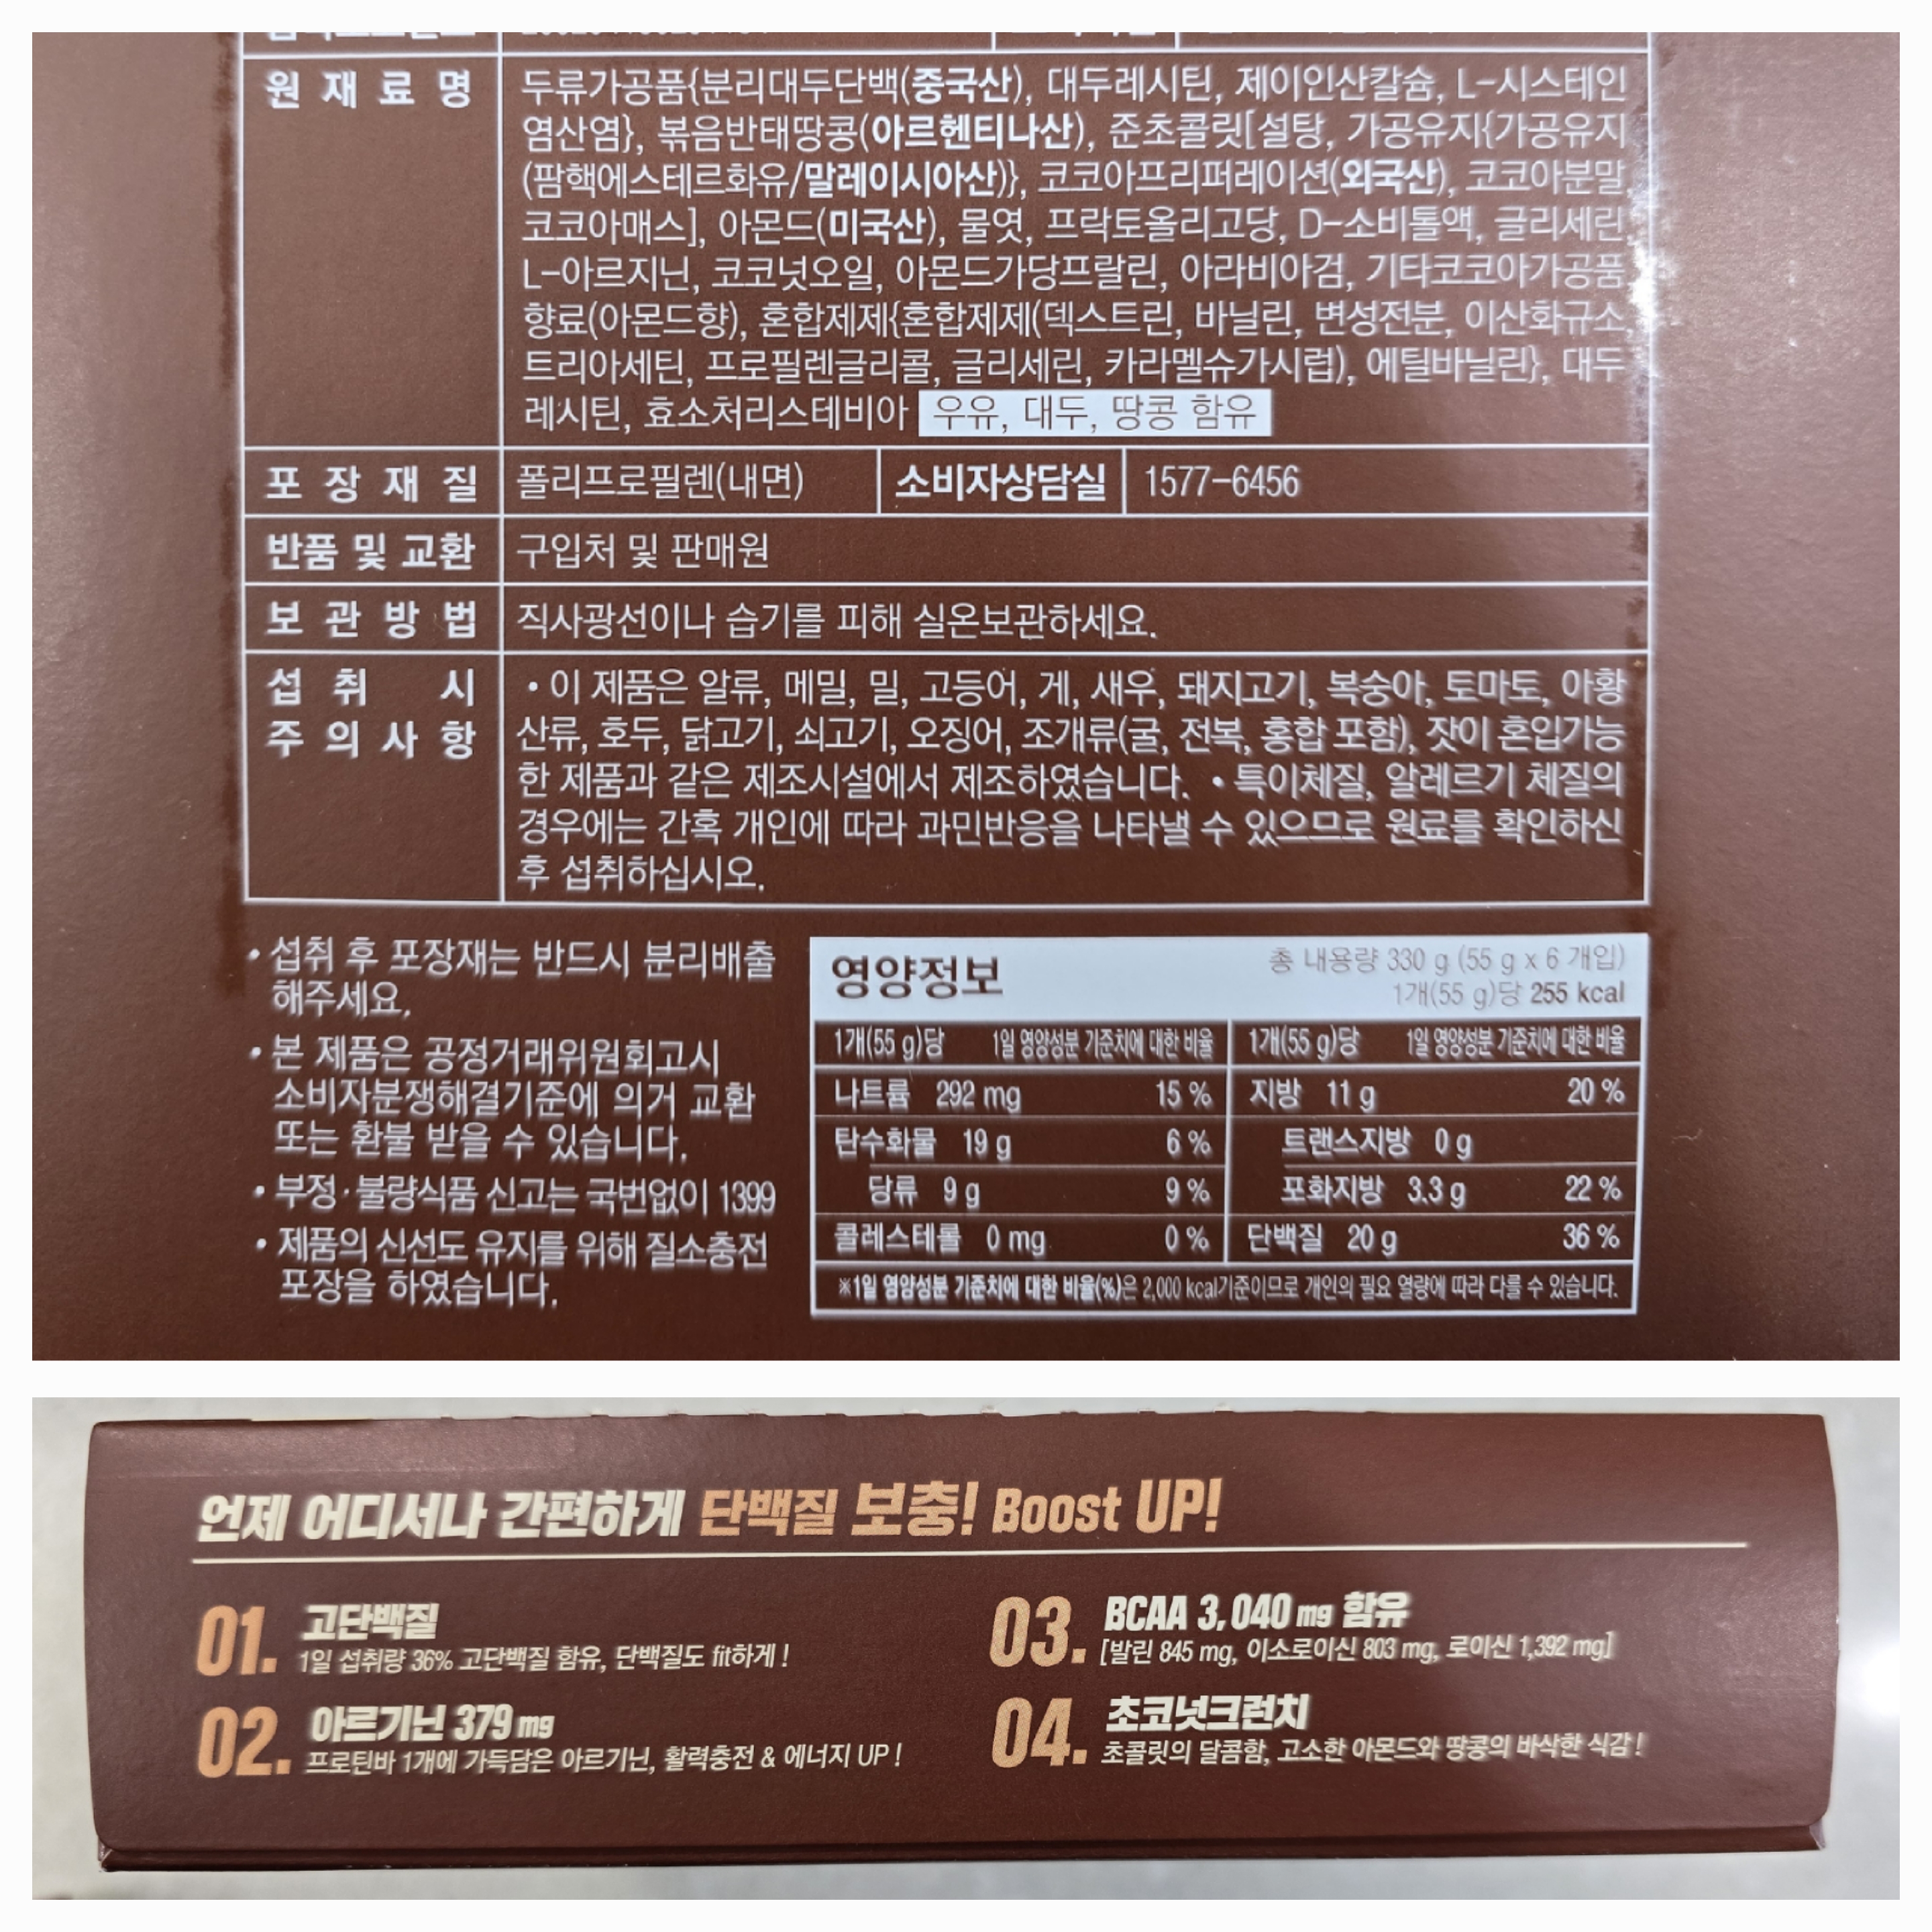 원 재 료 명
두류가공품{분리대두단백(중국산), 대두레시틴, 제이인산칼슘, L-시스테인
염산염}, 볶음반태땅콩(아르헨티나산), 준초콜릿[설탕, 가공유지{가공유지
(팜핵에스테르화유/말레이시아산)}, 코코아프리퍼레이션(외국산), 코코아분말,
코코아매스], 아몬드(미국산), 물엿, 프락토올리고당, D-소비톨액, 글리세린,
L-아르지닌, 코코넛오일, 아몬드가당프랄린, 아라비아검, 기타코코아가공품
향료(아몬드향), 혼합제제{혼합제제(덱스트린, 바닐린, 변성전분, 이산화규소,
트리아세틴, 프로필렌글리콜, 글리세린, 카라멜슈가시럽), 에틸바닐린}, 대두
레시틴, 효소처리스테비아 우유, 대두, 땅콩 함유
포 장 재 질 폴리프로필렌(내면) 소비자상담실 1577-6456
반품 및 교환 구입처 및 판매원
보 관 방 법 직사광선이나 습기를 피해 실온보관하세요.
섭 취 시
주 의 사 항
• 이 제품은 알류, 메밀, 밀, 고등어, 게, 새우, 돼지고기, 복숭아, 토마토, 아황
산류, 호두, 닭고기, 쇠고기, 오징어, 조개류(굴, 전복, 홍합 포함), 잣이 혼입가능
한 제품과 같은 제조시설에서 제조하였습니다. • 특이체질, 알레르기 체질의
경우에는 간혹 개인에 따라 과민반응을 나타낼 수 있으므로 원료를 확인하신
후 섭취하십시오.
• 섭취 후 포장재는 반드시 분리배출
해주세요.
• 본 제품은 공정거래위원회고시
소비자분쟁해결기준에 의거 교환
또는 환불 받을 수 있습니다.
• 부정·불량식품 신고는 국번없이 1399
• 제품의 신선도 유지를 위해 질소충전
포장을 하였습니다.
영양정보
총 내용량 330 g (55 g x 6 개입)
1개(55 g)당 255 kcal
1개(55 g)당 1일 영양성분 기준치에 대한 비율 1개(55 g)당 1일 영양성분 기준치에 대한 비율
나트륨 292 mg 15 % 지방 11 g 20 %
탄수화물 19 g 6 % 트랜스지방 0 g
당류 9 g 9 % 포화지방 3.3 g 22 %
콜레스테롤 0 mg 0 % 단백질 20 g 36 %
※1일 영양성분 기준치에 대한 비율(%)은 2,000 kcal기준이므로 개인의 필요 열량에 따라 다를 수 있습니다.
언제 어디서나 간편하게 단백질 보충! Boost UP!
01. 고단백질
1일 섭취량 36% 고단백질 함유, 단백질도 fit하게 !
02. 아르기닌 379 mg
프로틴바 1개에 가득담은 아르기닌, 활력충전 & 에너지 UP !
03. BCAA 3,040 mg 함유
[발린 845 mg, 이소로이신 803 mg, 로이신 1,392 mg]
04. 초코넛크런치
초콜릿의 달콤함, 고소한 아몬드와 땅콩의 바삭한 식감 !